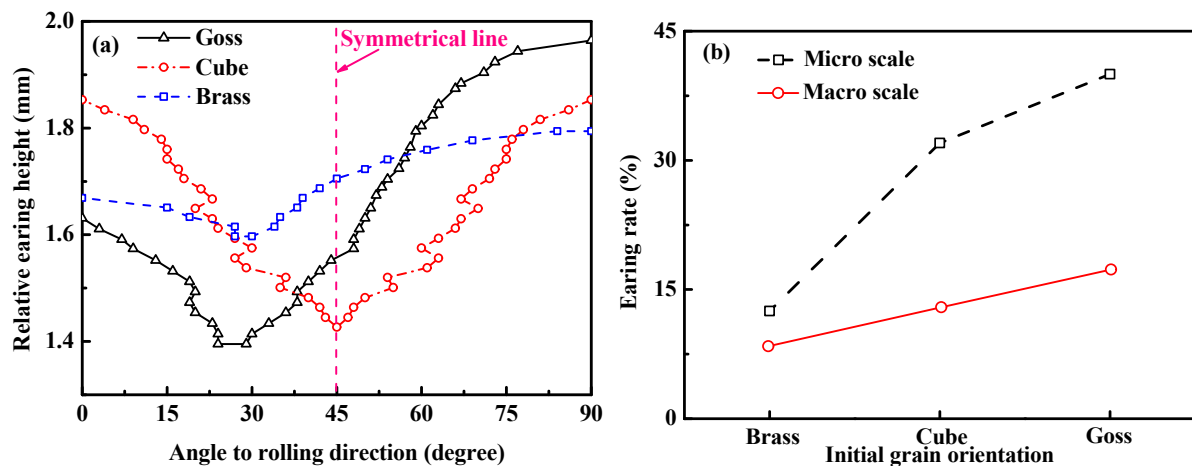 (a)
Goss
Cube
Brass
Symmetrical line
2.0
1.8
1.6
1.4
Relative earing height (mm)
0 15 30 45 60 75 90
Angle to rolling direction (degree)
(b)
Micro scale
Macro scale
45
30
15
0
Earing rate (%)
Brass Cube Goss
Initial grain orientation